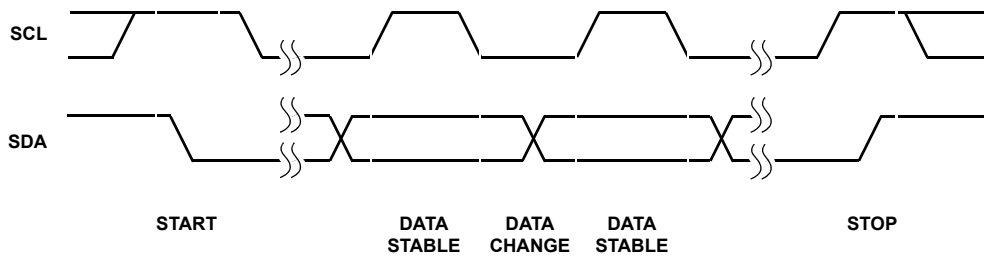 SCL
SDA
START
DATA
STABLE
DATA
CHANGE
DATA
STABLE
STOP